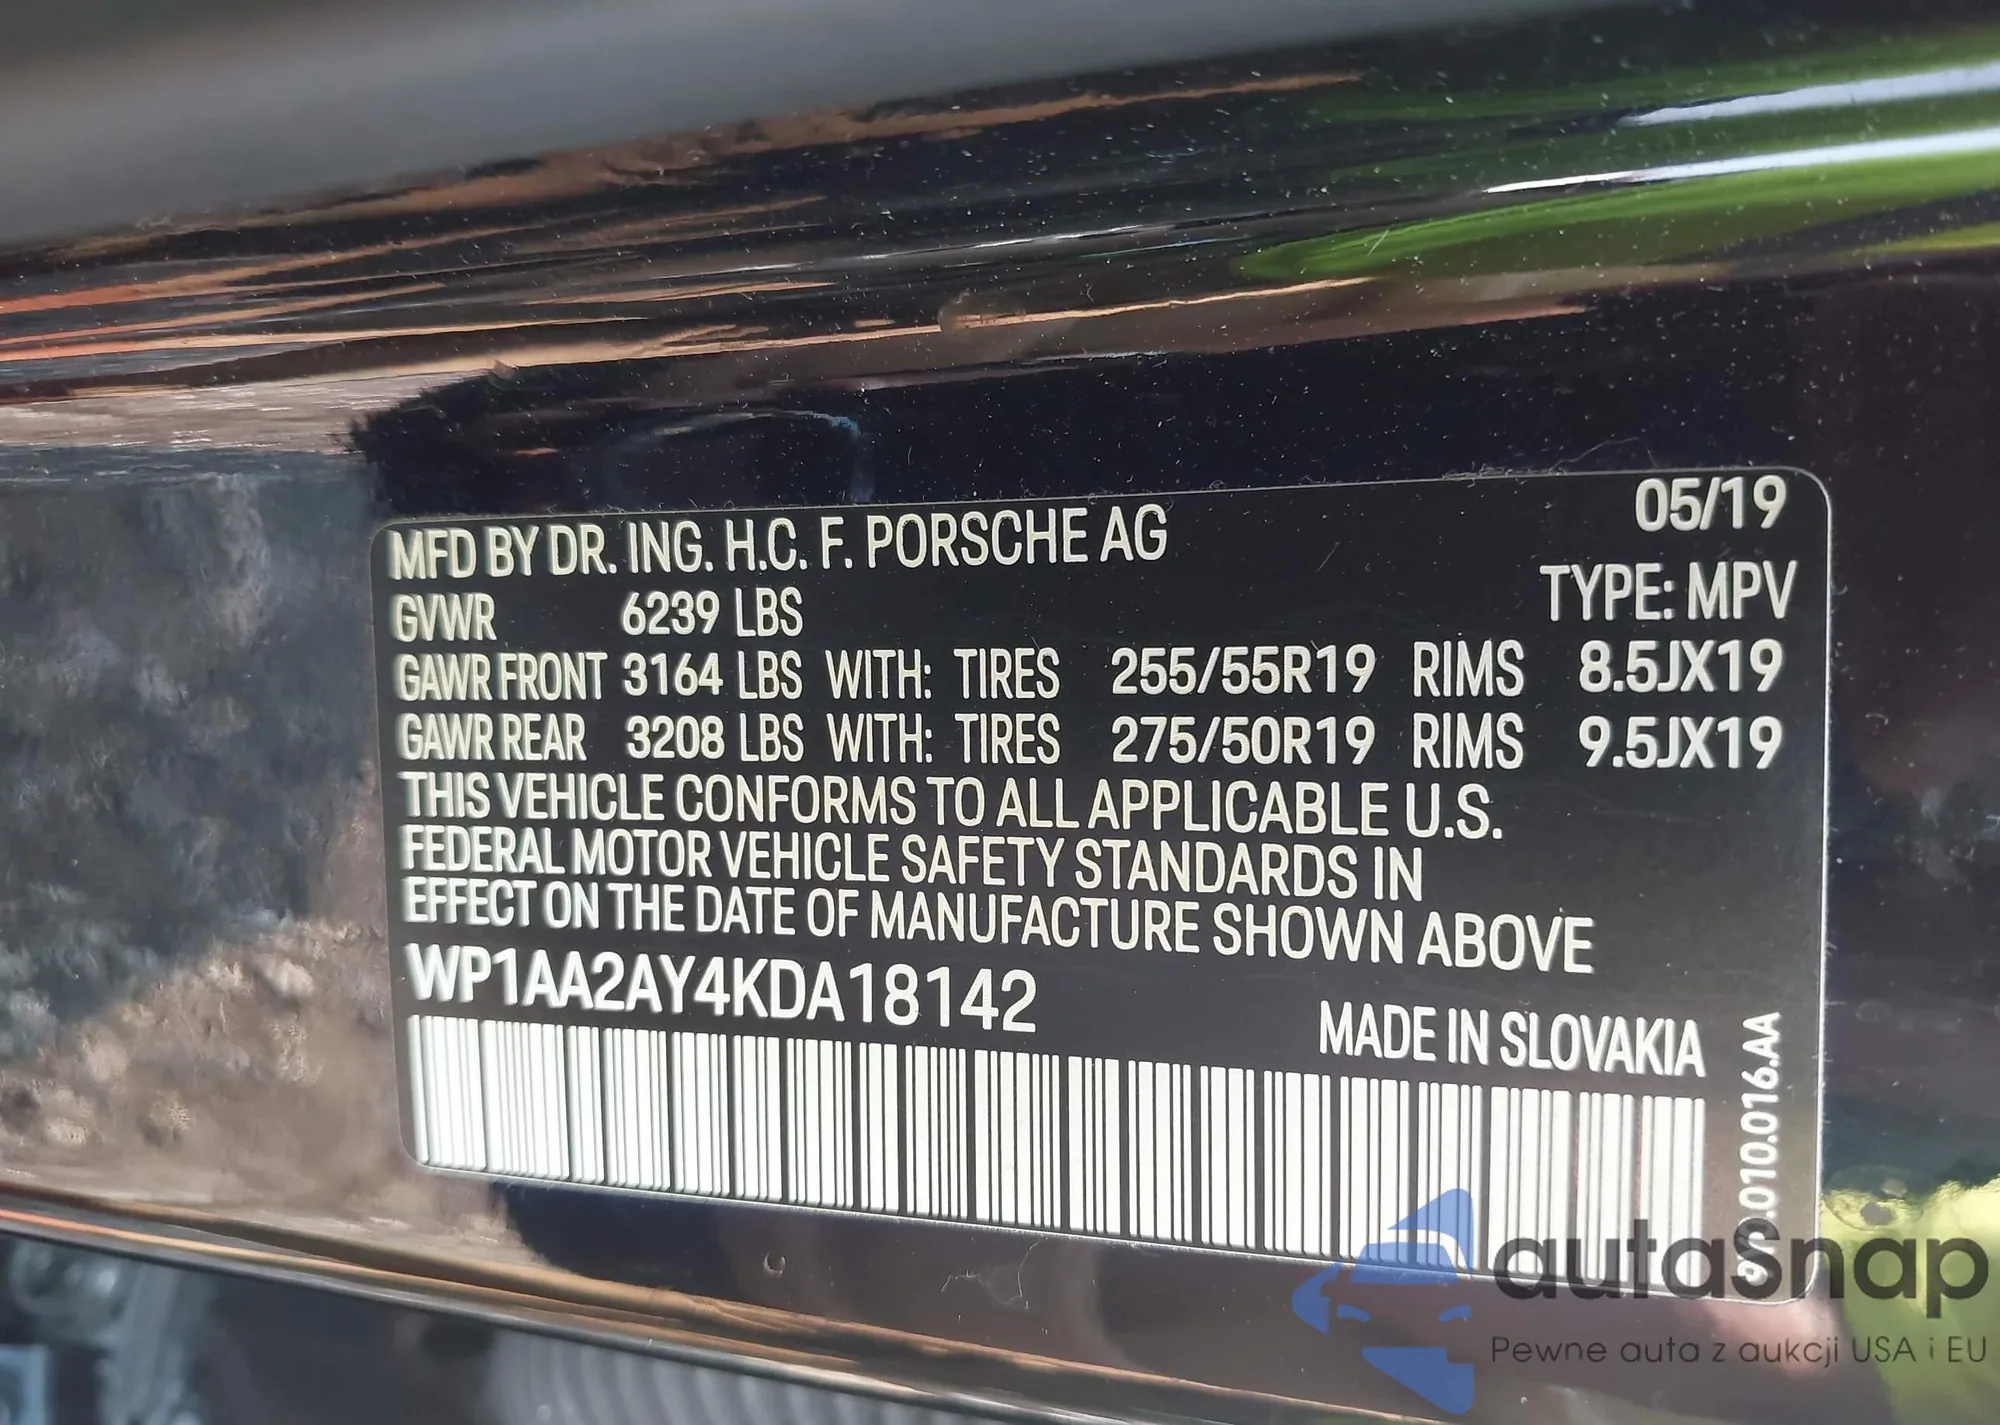 05/19
MFD BY DR. ING. H.C. F. PORSCHE AG
TYPE: MPV
GVWR 6239 LBS
GAWR FRONT 3164 LBS WITH: TIRES 255/55R19 RIMS 8.5JX19
GAWR REAR 3208 LBS WITH: TIRES 275/50R19 RIMS 9.5JX19
THIS VEHICLE CONFORMS TO ALL APPLICABLE U.S.
FEDERAL MOTOR VEHICLE SAFETY STANDARDS IN
EFFECT ON THE DATE OF MANUFACTURE SHOWN ABOVE
WP1AA2AY4KDA18142
MADE IN SLOVAKIA
.010.016.AA
autaSnap
Pewne auta z aukcji USA i EU